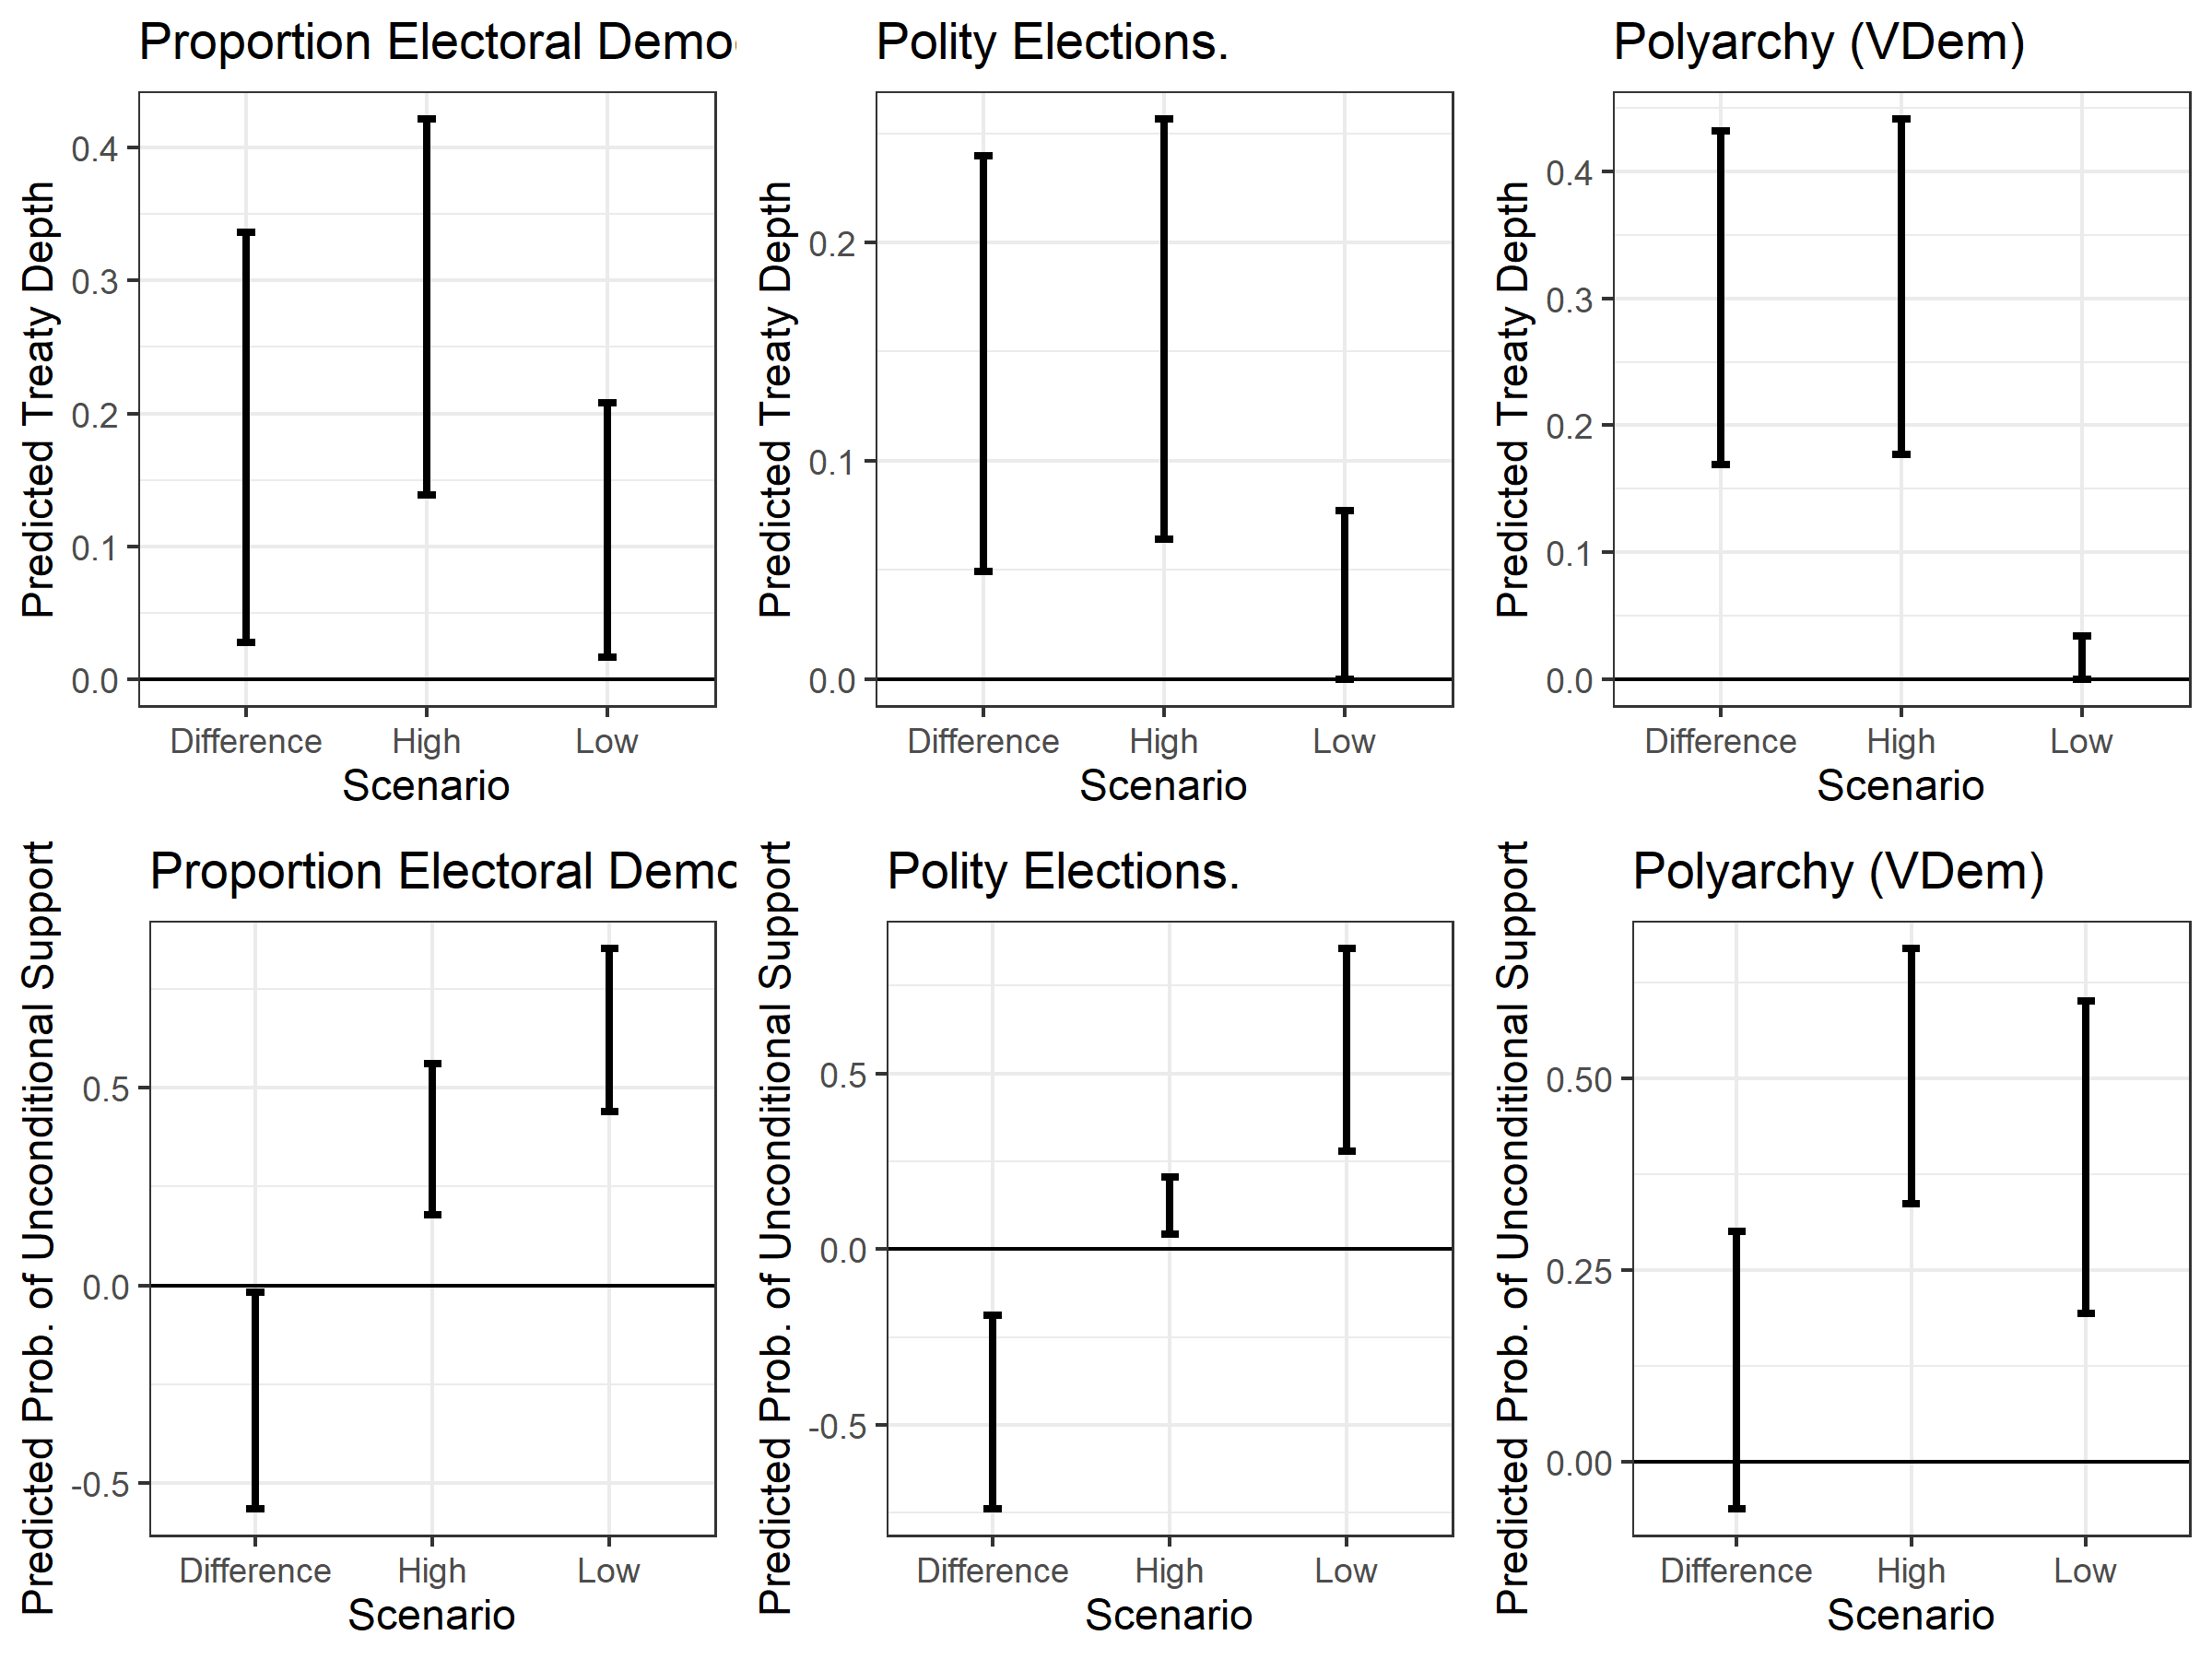 Proportion Electoral Demo
Predicted Treaty Depth
0.4
0.3
0.2
0.1
0.0
Difference High Low
Scenario
Polity Elections.
Predicted Treaty Depth
0.2
0.1
0.0
Difference High Low
Scenario
Polyarchy (VDem)
Predicted Treaty Depth
0.4
0.3
0.2
0.1
0.0
Difference High Low
Scenario
Proportion Electoral Demo
Predicted Prob. of Unconditional Support
0.5
0.0
-0.5
Difference High Low
Scenario
Polity Elections.
Predicted Prob. of Unconditional Support
0.5
0.0
-0.5
Difference High Low
Scenario
Polyarchy (VDem)
Predicted Prob. of Unconditional Support
0.50
0.25
0.00
Difference High Low
Scenario